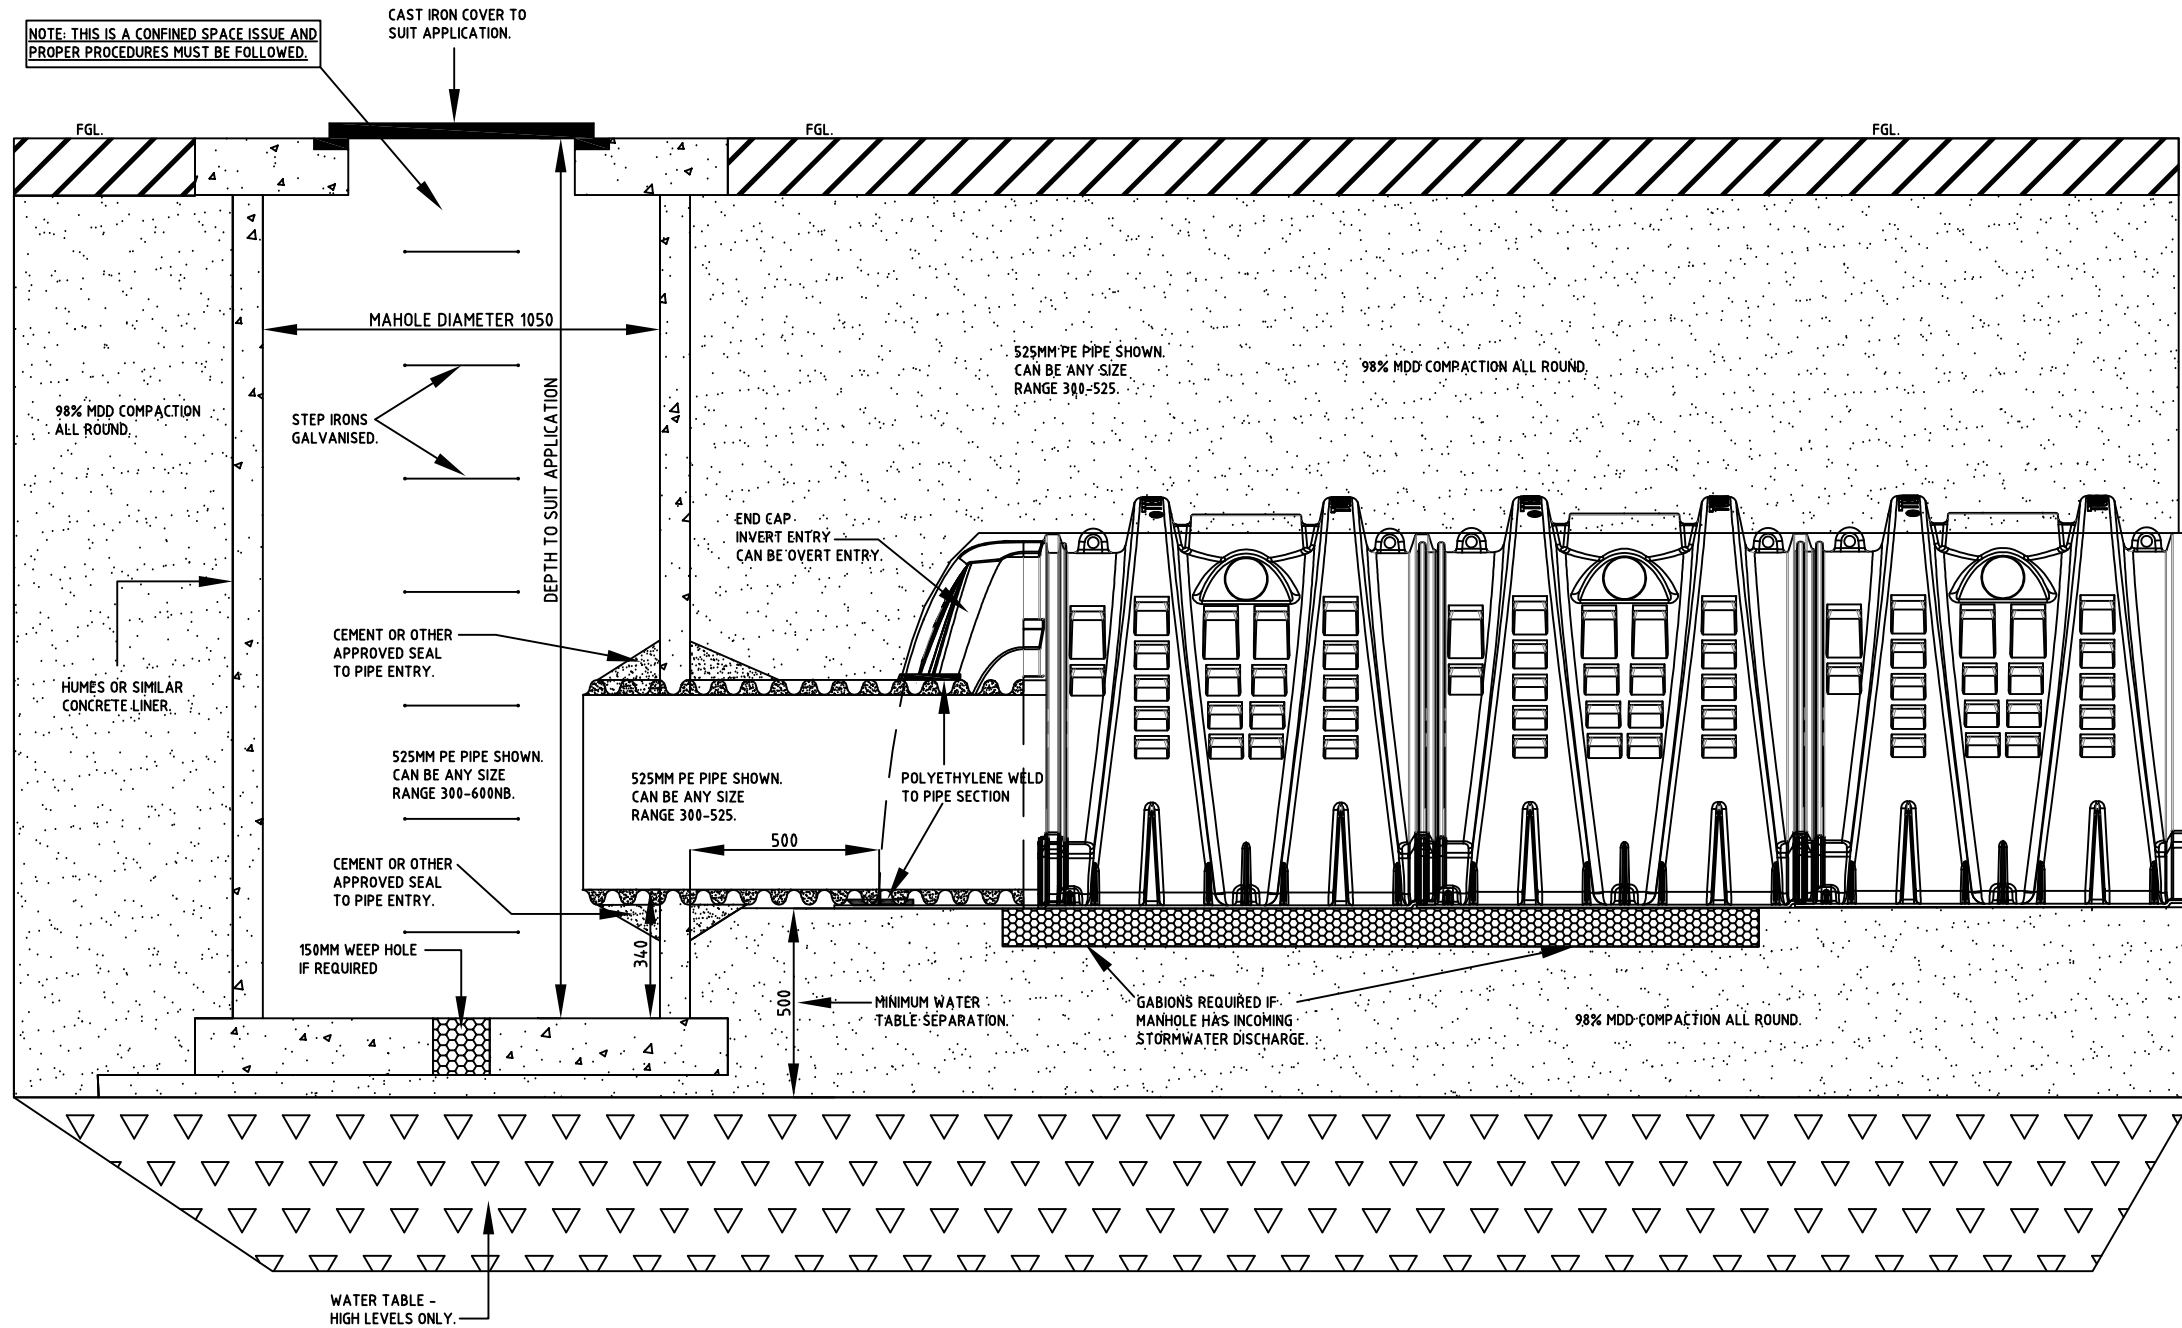 NOTE: THIS IS A CONFINED SPACE ISSUE AND
PROPER PROCEDURES MUST BE FOLLOWED.
CAST IRON COVER TO
SUIT APPLICATION.
FGL.
FGL.
FGL.
MAHOLE DIAMETER 1050
525MM PE PIPE SHOWN.
CAN BE ANY SIZE
RANGE 300-525.
98% MDD COMPACTION ALL ROUND.
98% MDD COMPACTION
ALL ROUND.
STEP IRONS
GALVANISED.
DEPTH TO SUIT APPLICATION
END CAP
INVERT ENTRY
CAN BE OVERT ENTRY.
CEMENT OR OTHER
APPROVED SEAL
TO PIPE ENTRY.
HUMES OR SIMILAR
CONCRETE LINER.
525MM PE PIPE SHOWN.
CAN BE ANY SIZE
RANGE 300-600NB.
525MM PE PIPE SHOWN.
CAN BE ANY SIZE
RANGE 300-525.
POLYETHYLENE WELD
TO PIPE SECTION
500
CEMENT OR OTHER
APPROVED SEAL
TO PIPE ENTRY.
340
150MM WEEP HOLE
IF REQUIRED
500
MINIMUM WATER
TABLE SEPARATION.
GABIONS REQUIRED IF
MANHOLE HAS INCOMING
STORMWATER DISCHARGE.
98% MDD COMPACTION ALL ROUND.
WATER TABLE -
HIGH LEVELS ONLY.